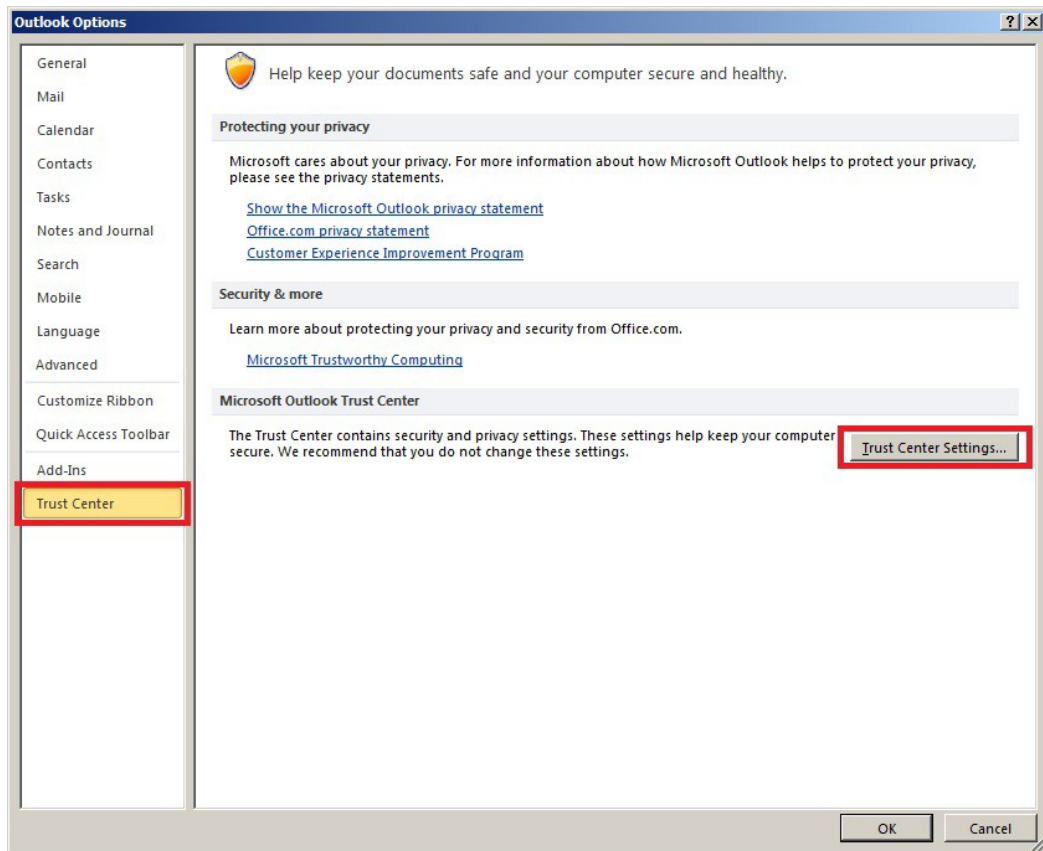 Outlook Options
General
Mail
Calendar
Contacts
Tasks
Notes and Journal
Search
Mobile
Language
Advanced
Customize Ribbon
Quick Access Toolbar
Add-Ins
Trust Center
Help keep your documents safe and your computer secure and healthy.
Protecting your privacy
Microsoft cares about your privacy. For more information about how Microsoft Outlook helps to protect your privacy,
please see the privacy statements.
Show the Microsoft Outlook privacy statement
Office.com privacy statement
Customer Experience Improvement Program
Security & more
Learn more about protecting your privacy and security from Office.com.
Microsoft Trustworthy Computing
Microsoft Outlook Trust Center
The Trust Center contains security and privacy settings. These settings help keep your computer
secure. We recommend that you do not change these settings.
Trust Center Settings...
OK
Cancel